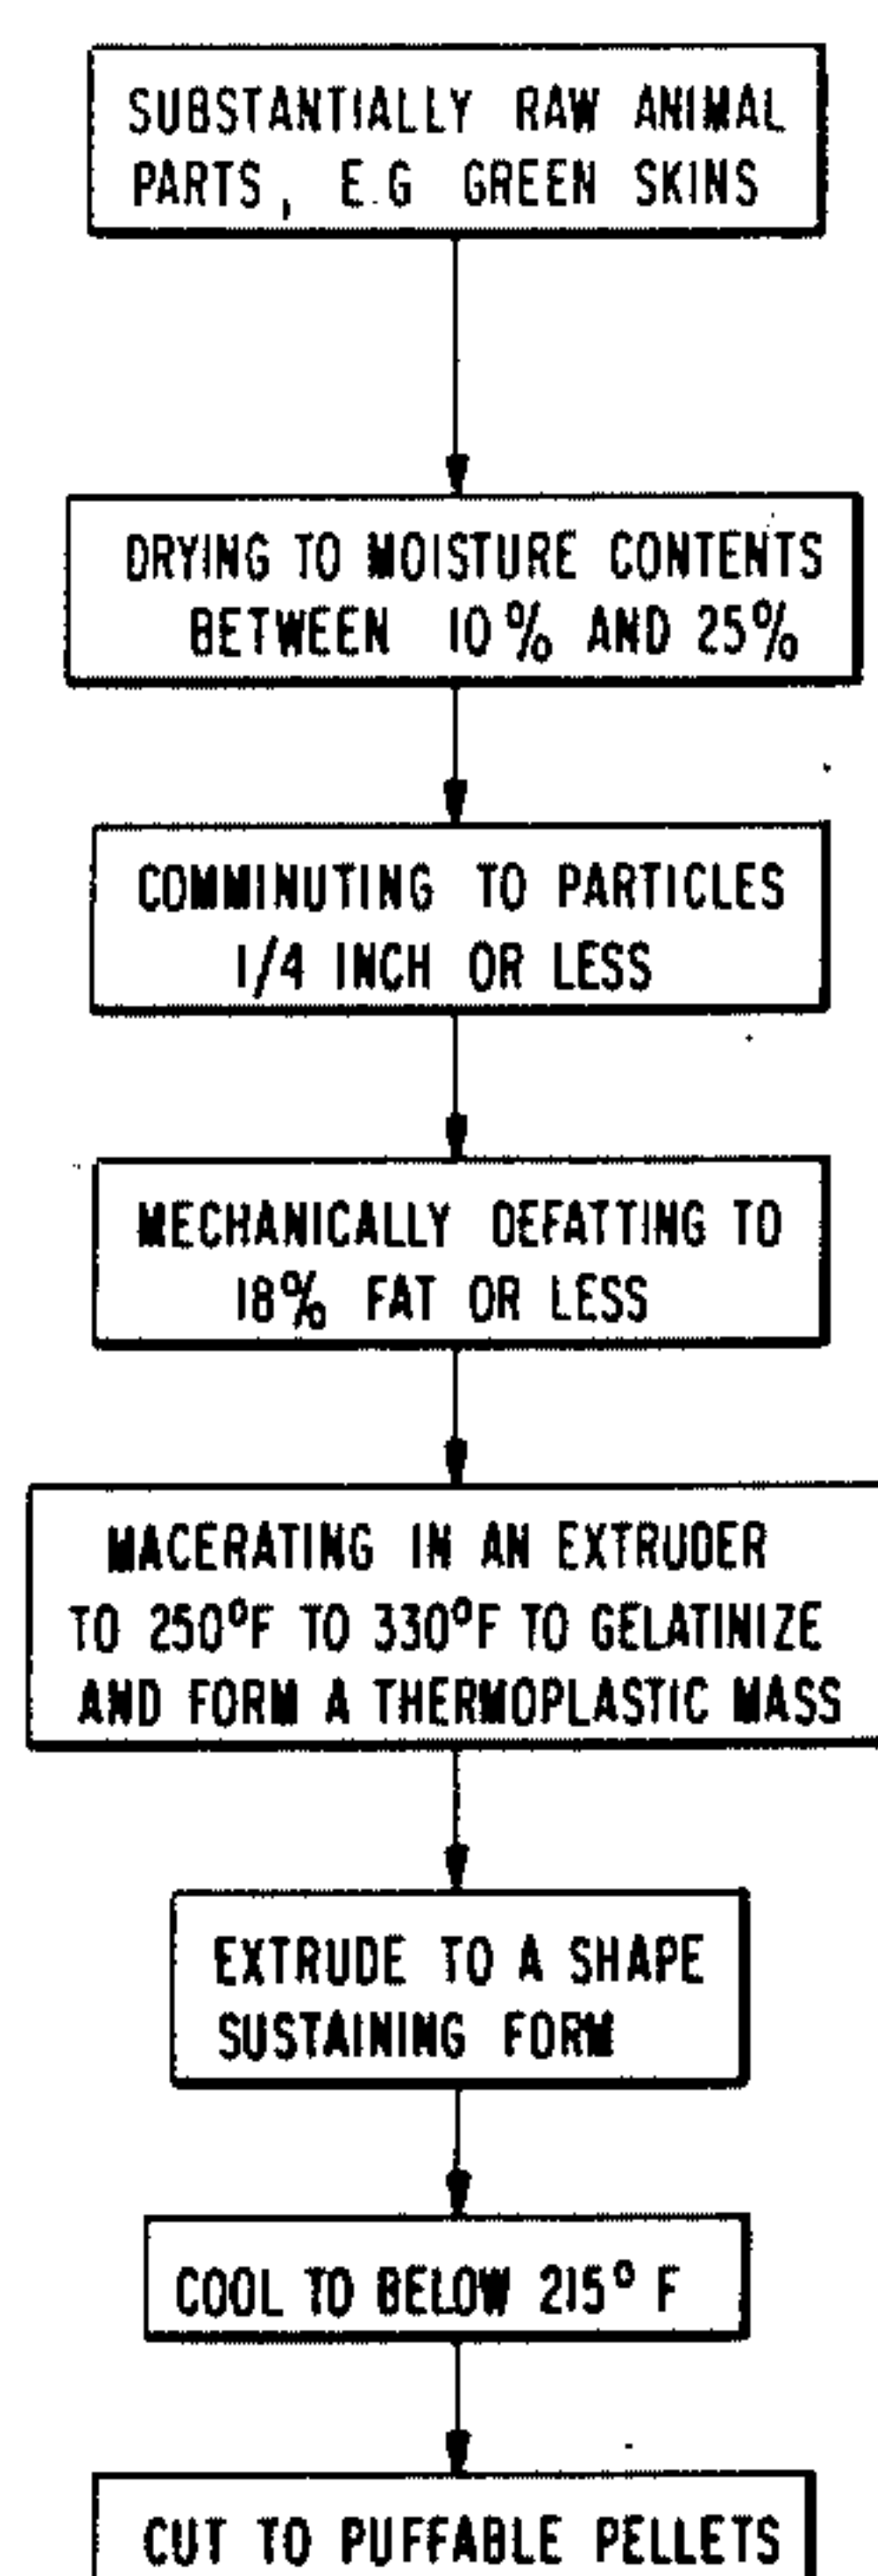 SUBSTANTIALLY RAW ANIMAL
PARTS, E.G GREEN SKINS
DRYING TO MOISTURE CONTENTS
BETWEEN 10% AND 25%
COMMINUTING TO PARTICLES
1/4 INCH OR LESS
MECHANICALLY DEFATTING TO
18% FAT OR LESS
MACERATING IN AN EXTRUDER
TO 250°F TO 330°F TO GELATINIZE
AND FORM A THERMOPLASTIC MASS
EXTRUDE TO A SHAPE
SUSTAINING FORM
COOL TO BELOW 215° F
CUT TO PUFFABLE PELLETS